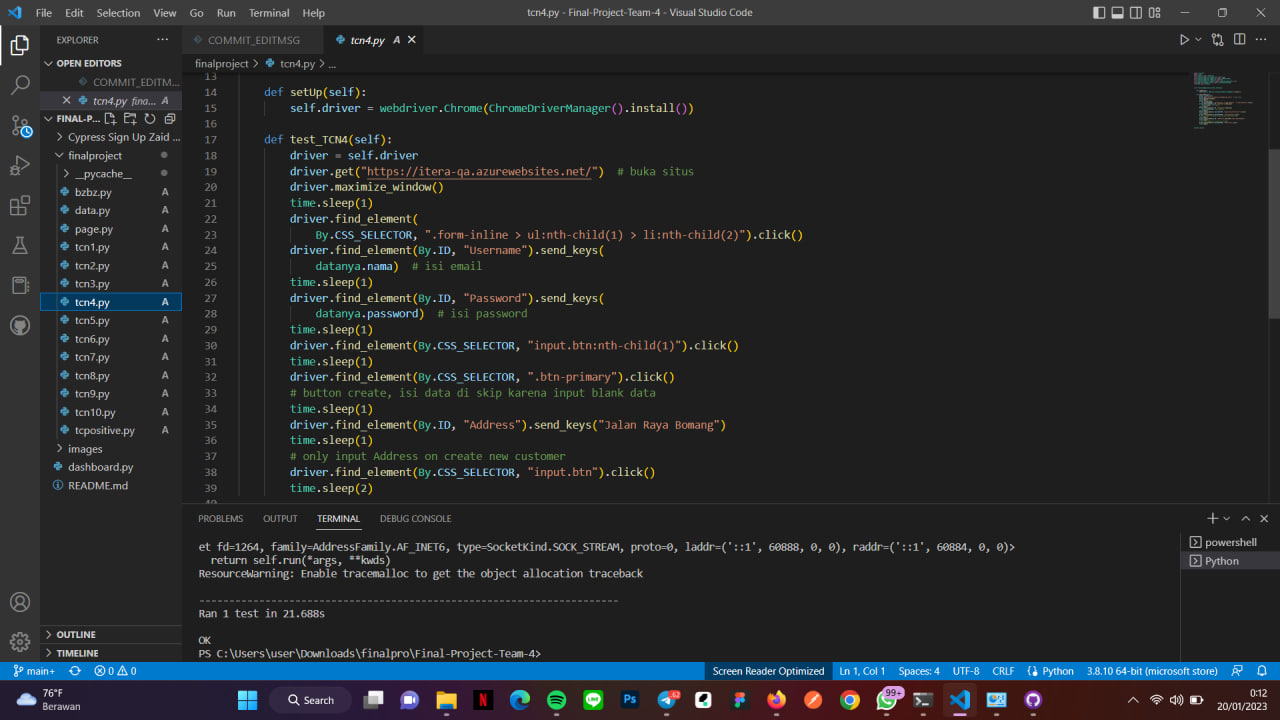 File Edit Selection View Go Run Terminal Help
tcn4.py - Final-Project-Team-4 - Visual Studio Code
EXPLORER
OPEN EDITORS
COMMIT_EDITM...
tcn4.py fina... A
FINAL-P...
Cypress Sign Up Zaid ...
finalproject
__pycache__
bzbz.py A
data.py A
page.py A
tcn1.py A
tcn2.py A
tcn3.py A
tcn4.py A
tcn5.py A
tcn6.py A
tcn7.py A
tcn8.py A
tcn9.py A
tcn10.py A
tcpositive.py A
images
dashboard.py A
README.md A
OUTLINE
TIMELINE
COMMIT_EDITMSG
tcn4.py A
finalproject > tcn4.py > ...
13
14 def setUp(self):
15 self.driver = webdriver.Chrome(ChromeDriverManager().install())
16
17 def test_TCN4(self):
18 driver = self.driver
19 driver.get("https://itera-qa.azurewebsites.net/") # buka situs
20 driver.maximize_window()
21 time.sleep(1)
22 driver.find_element(
23 By.CSS_SELECTOR, ".form-inline > ul:nth-child(1) > li:nth-child(2)").click()
24 driver.find_element(By.ID, "Username").send_keys(
25 datanya.nama) # isi email
26 time.sleep(1)
27 driver.find_element(By.ID, "Password").send_keys(
28 datanya.password) # isi password
29 time.sleep(1)
30 driver.find_element(By.CSS_SELECTOR, "input.btn:nth-child(1)").click()
31 time.sleep(1)
32 driver.find_element(By.CSS_SELECTOR, ".btn-primary").click()
33 # button create, isi data di skip karena input blank data
34 time.sleep(1)
35 driver.find_element(By.ID, "Address").send_keys("Jalan Raya Bomang")
36 time.sleep(1)
37 # only input Address on create new customer
38 driver.find_element(By.CSS_SELECTOR, "input.btn").click()
39 time.sleep(2)
PROBLEMS OUTPUT TERMINAL DEBUG CONSOLE
et fd=1264, family=AddressFamily.AF_INET6, type=SocketKind.SOCK_STREAM, proto=0, laddr=('::1', 60888, 0, 0), raddr=('::1', 60884, 0, 0)>
return self.run(*args, **kwds)
ResourceWarning: Enable tracemalloc to get the object allocation traceback
----------------------------------------------------------------------
Ran 1 test in 21.688s
OK
PS C:\Users\user\Downloads\finalpro\Final-Project-Team-4>
powershell
Python
main+ 0 0 Screen Reader Optimized Ln 1, Col 1 Spaces: 4 UTF-8 CRLF Python 3.8.10 64-bit (microsoft store)
76°F
Berawan
Search
Ps
62
99+
0:12
20/01/2023